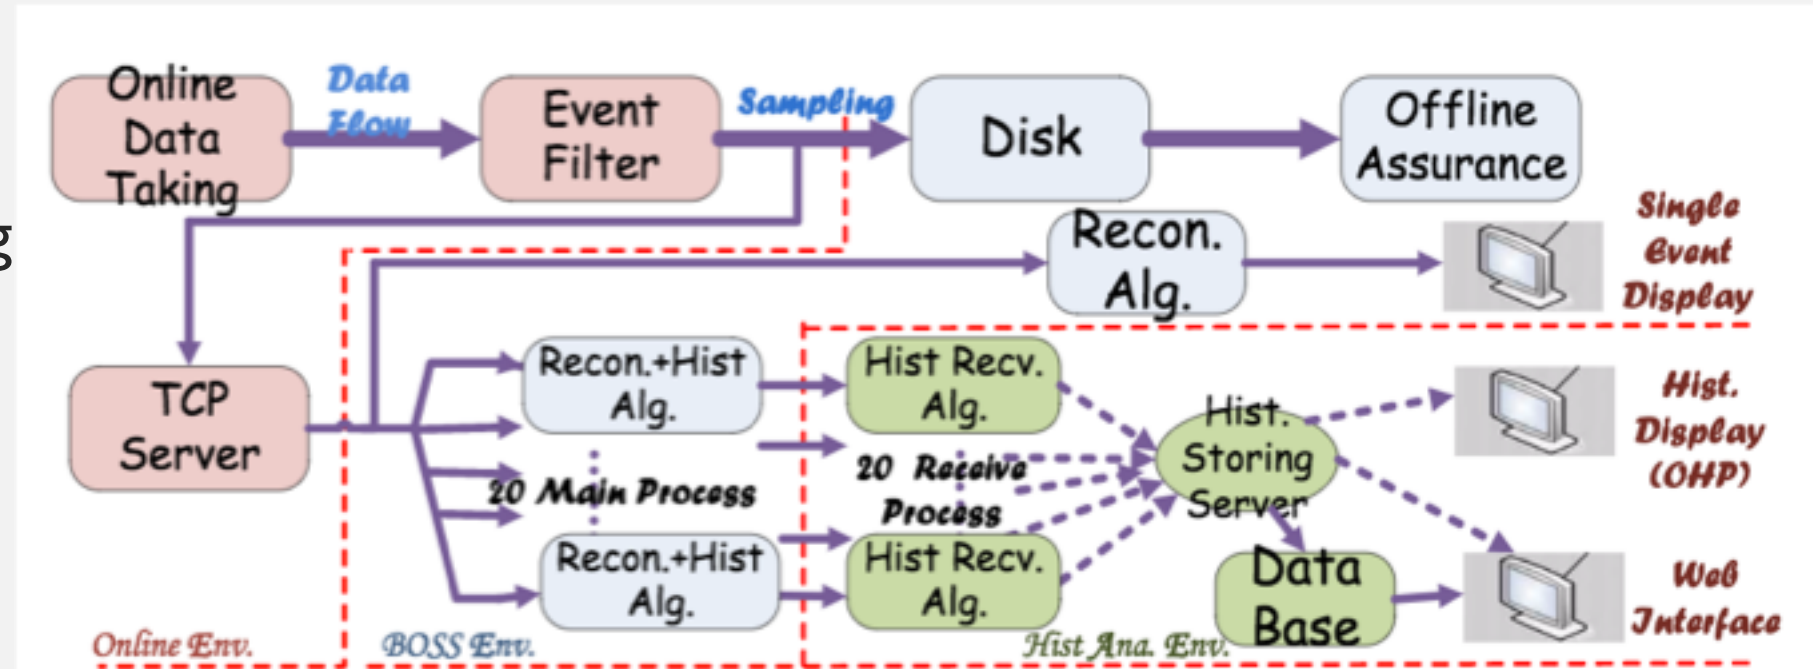 Online
Data
Taking
Data
Flow
Event
Filter
Sampling
Disk
Offline
Assurance
g
Recon.
Alg.
Single
Event
Display
TCP
Server
Recon.+Hist
Alg.
Hist Recv.
Alg.
Hist.
Storing
Server
Hist.
Display
(OHP)
20 Main Process
20 Receive
Process
Recon.+Hist
Alg.
Hist Recv.
Alg.
Data
Base
Web
Interface
Online Env.
BOSS Env.
Hist Ana. Env.